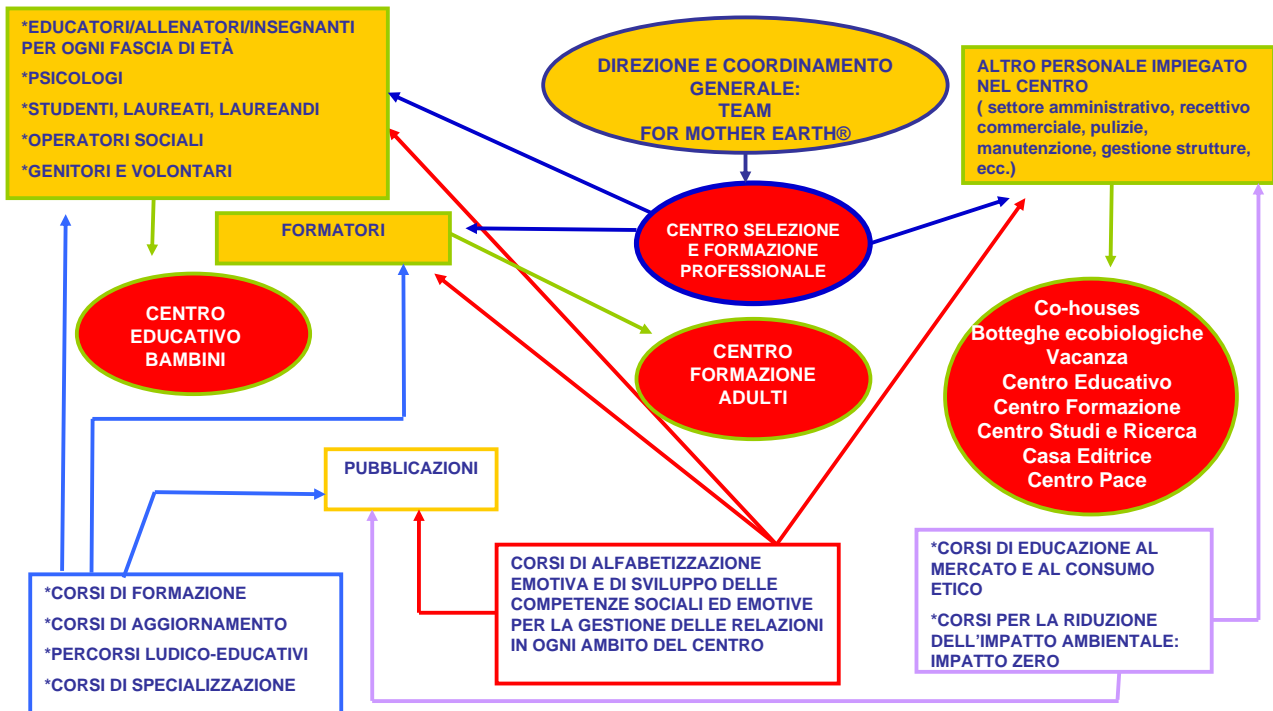 *EDUCATORI/ALLENATORI/INSEGNANTI
PER OGNI FASCIA DI ETÀ
*PSICOLOGI
*STUDENTI, LAUREATI, LAUREANDI
*OPERATORI SOCIALI
*GENITORI E VOLONTARI
DIREZIONE E COORDINAMENTO
GENERALE:
TEAM
FOR MOTHER EARTH®
ALTRO PERSONALE IMPIEGATO
NEL CENTRO
( settore amministrativo, recettivo
commerciale, pulizie,
manutenzione, gestione strutture,
ecc.)
FORMATORI
CENTRO SELEZIONE
E FORMAZIONE
PROFESSIONALE
CENTRO
EDUCATIVO
BAMBINI
CENTRO
FORMAZIONE
ADULTI
Co-houses
Botteghe ecobiologiche
Vacanza
Centro Educativo
Centro Formazione
Centro Studi e Ricerca
Casa Editrice
Centro Pace
PUBBLICAZIONI
*CORSI DI FORMAZIONE
*CORSI DI AGGIORNAMENTO
*PERCORSI LUDICO-EDUCATIVI
*CORSI DI SPECIALIZZAZIONE
CORSI DI ALFABETIZZAZIONE
EMOTIVA E DI SVILUPPO DELLE
COMPETENZE SOCIALI ED EMOTIVE
PER LA GESTIONE DELLE RELAZIONI
IN OGNI AMBITO DEL CENTRO
*CORSI DI EDUCAZIONE AL
MERCATO E AL CONSUMO
ETICO
*CORSI PER LA RIDUZIONE
DELL'IMPATTO AMBIENTALE:
IMPATTO ZERO